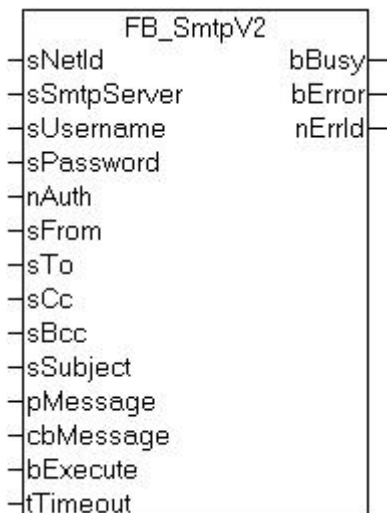 FB_SmtpV2
sNetId bBusy
sSmtpServer bError
sUsername nErrId
sPassword
nAuth
sFrom
sTo
sCc
sBcc
sSubject
pMessage
cbMessage
bExecute
tTimeout